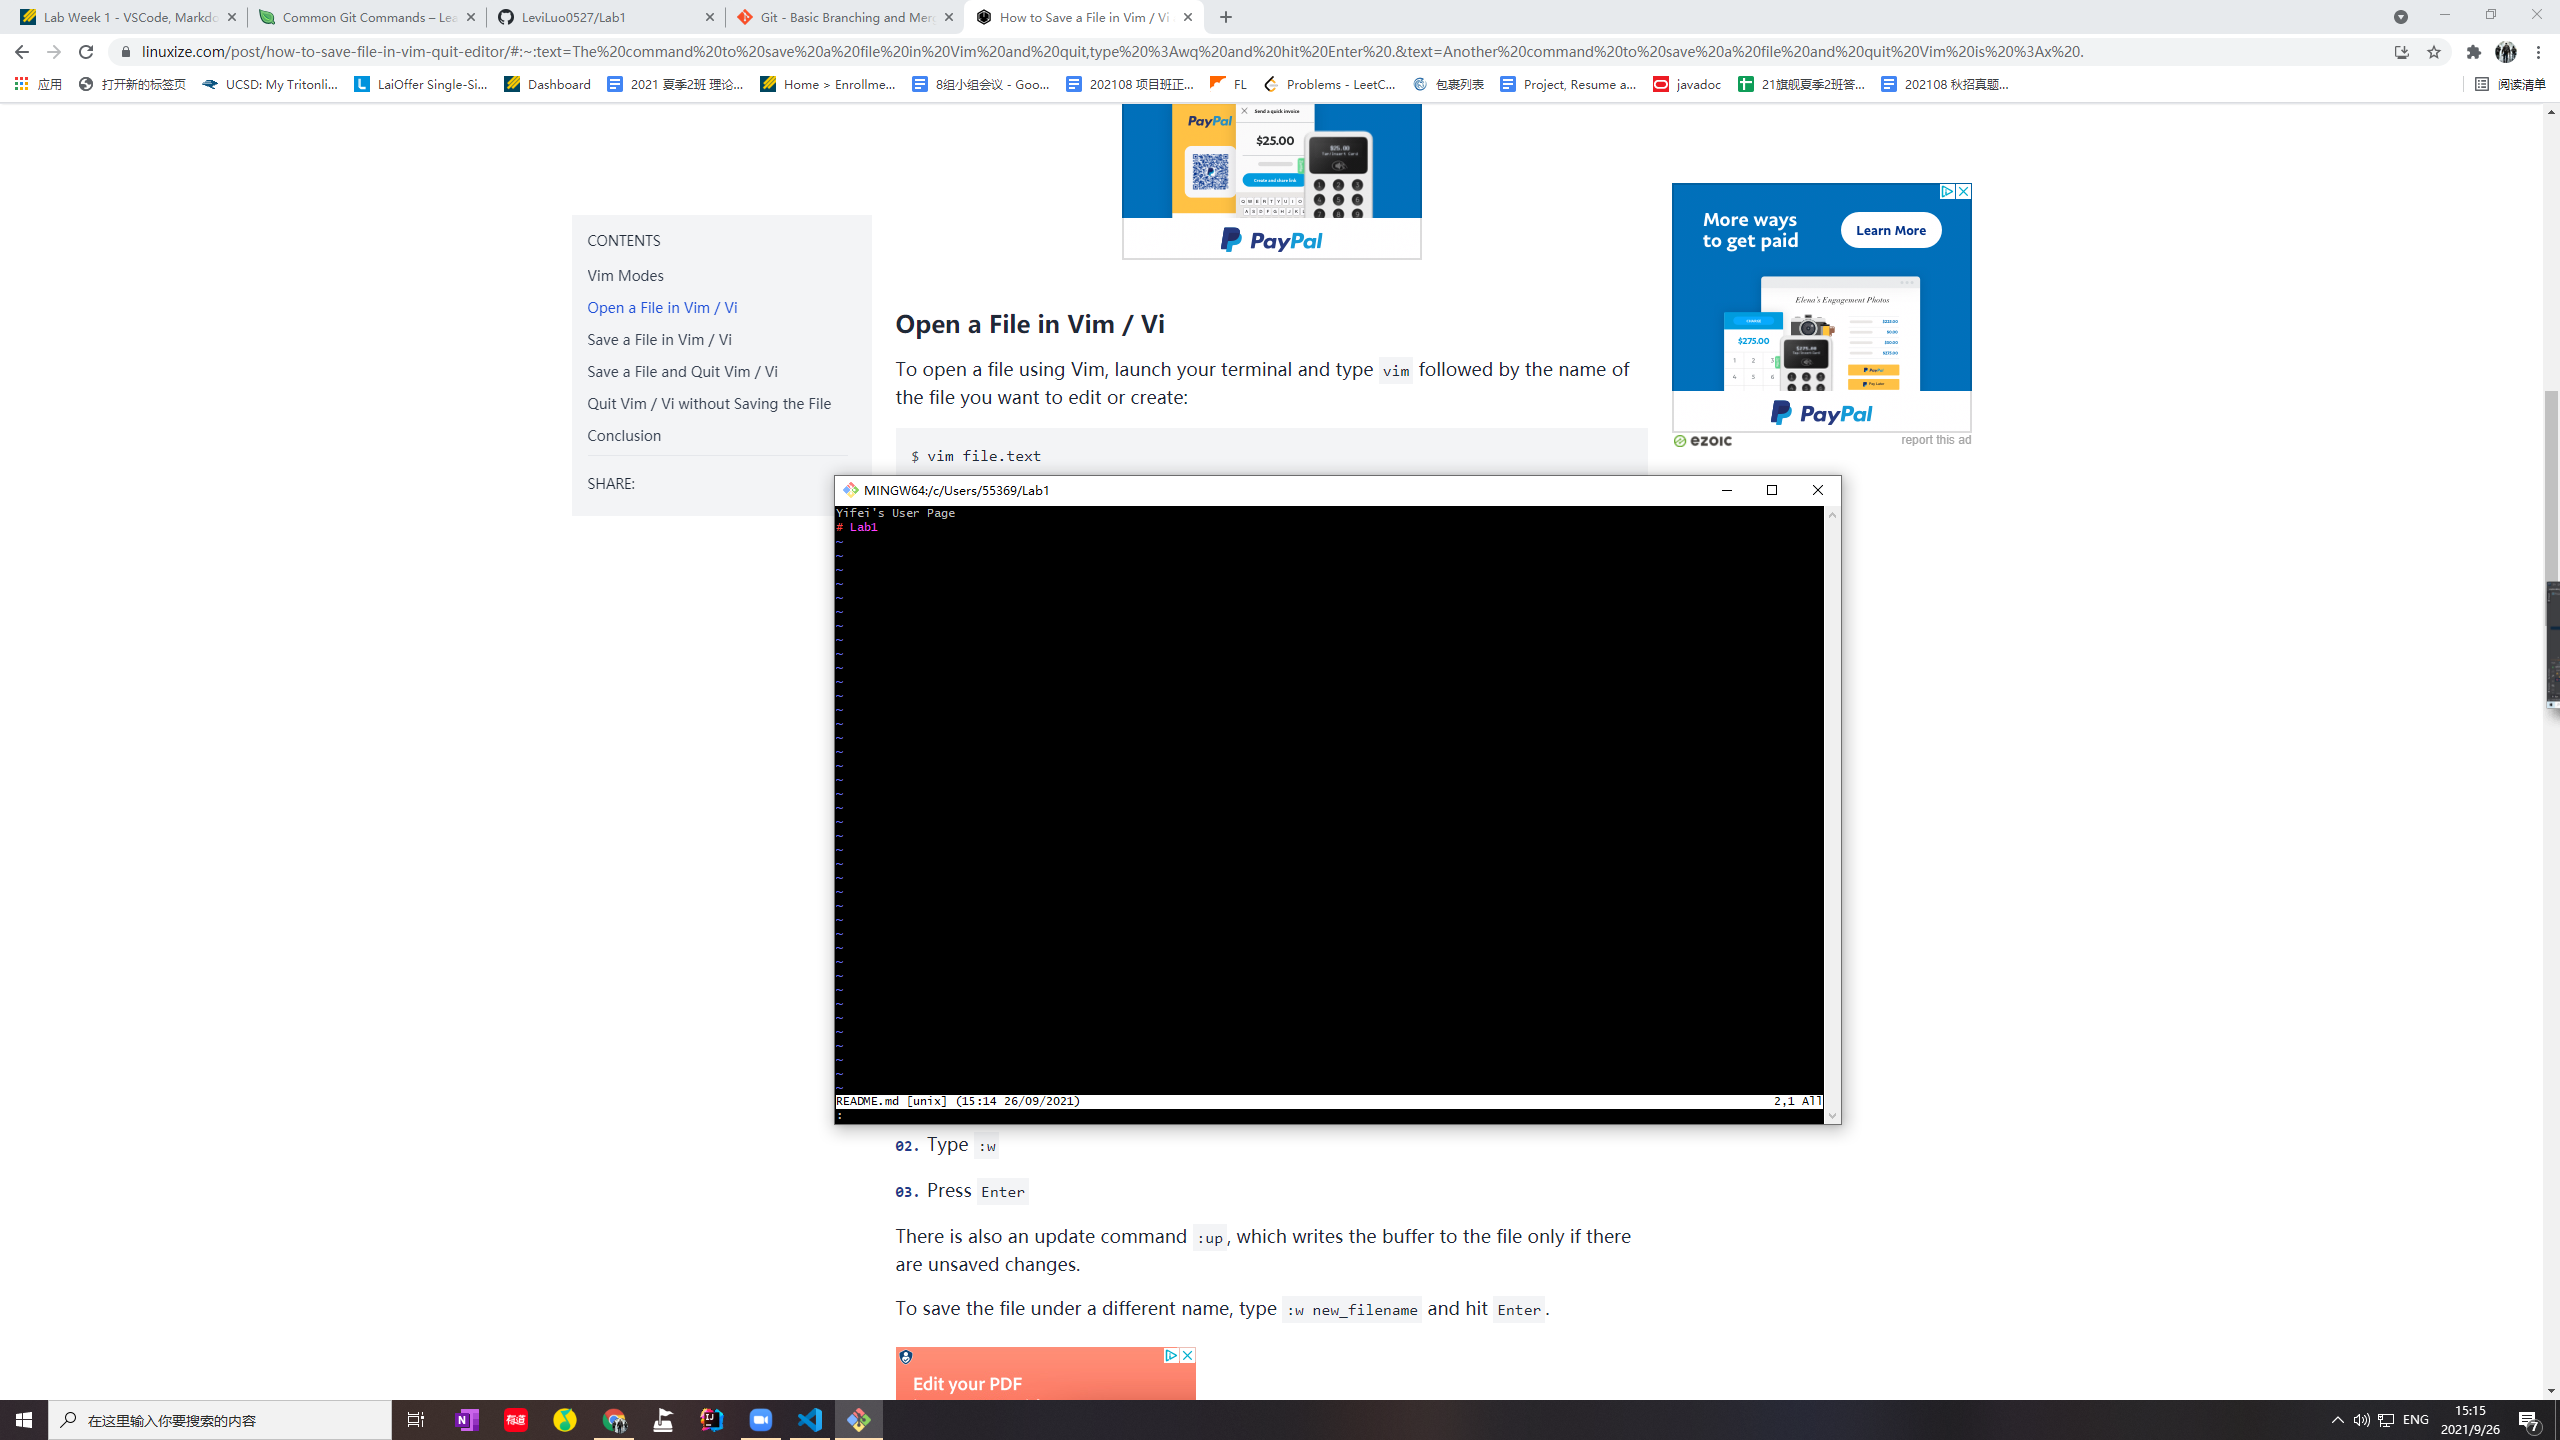 Lab Week 1 - VSCode, Markdo
Common Git Commands – Lea
LeviLuo0527/Lab1
Git - Basic Branching and Merg
How to Save a File in Vim / Vi
linuxize.com/post/how-to-save-file-in-vim-quit-editor/#:~:text=The%20command%20to%20save%20a%20file%20in%20Vim%20and%20quit,type%20%3Awq%20and%20hit%20Enter%20.&text=Another%20command%20to%20save%20a%20file%20and%20quit%20Vim%20is%20%3Ax%20.
应用
打开新的标签页
UCSD: My Tritonli...
LaiOffer Single-Si...
Dashboard
2021 夏季2班 理论...
Home > Enrollme...
8组小组会议 - Goo...
202108 项目班正...
FL
Problems - LeetC...
包裹列表
Project, Resume a...
javadoc
21旗舰夏季2班答...
202108 秋招真题...
阅读清单
PayPal
Send a quick invoice
$25.00
Create and share link
PayPal
More ways
to get paid
Learn More
Elena's Engagement Photos
$275.00
PayPal
ezoic
report this ad
CONTENTS
Vim Modes
Open a File in Vim / Vi
Save a File in Vim / Vi
Save a File and Quit Vim / Vi
Quit Vim / Vi without Saving the File
Conclusion
SHARE:
Open a File in Vim / Vi
To open a file using Vim, launch your terminal and type vim followed by the name of
the file you want to edit or create:
$ vim file.text
MINGW64:/c/Users/55369/Lab1
Yifei's User Page
# Lab1
README.md [unix] (15:14 26/09/2021)
2,1 All
:
02. Type :w
03. Press Enter
There is also an update command :up, which writes the buffer to the file only if there
are unsaved changes.
To save the file under a different name, type :w new_filename and hit Enter.
Edit your PDF
在这里输入你要搜索的内容
ENG
15:15
2021/9/26
7